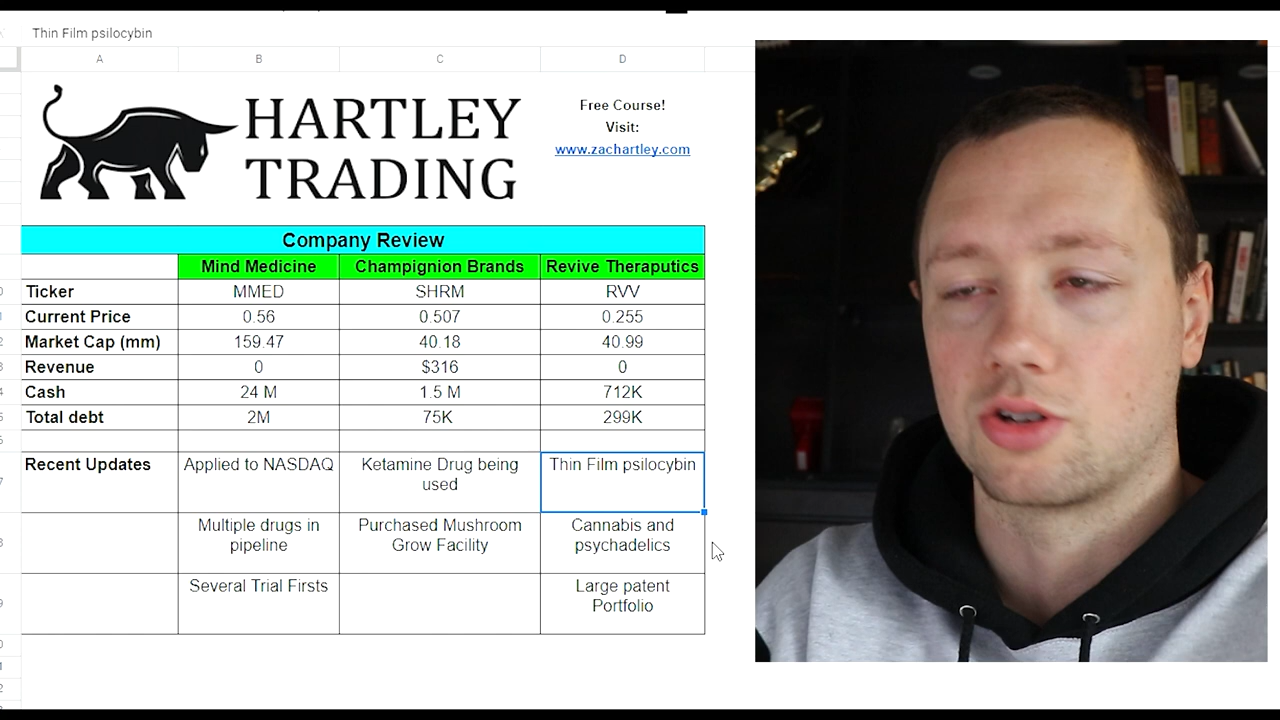 Thin Film psilocybin
A B C D
HARTLEY
TRADING
Free Course!
Visit:
www.zachartley.com
Company Review
Mind Medicine Champignion Brands Revive Theraputics
Ticker MMED SHRM RVV
Current Price 0.56 0.507 0.255
Market Cap (mm) 159.47 40.18 40.99
Revenue 0 $316 0
Cash 24 M 1.5 M 712K
Total debt 2M 75K 299K
Recent Updates Applied to NASDAQ Ketamine Drug being Thin Film psilocybin
used
Multiple drugs in Purchased Mushroom Cannabis and
pipeline Grow Facility psychadelics
Several Trial Firsts Large patent
Portfolio